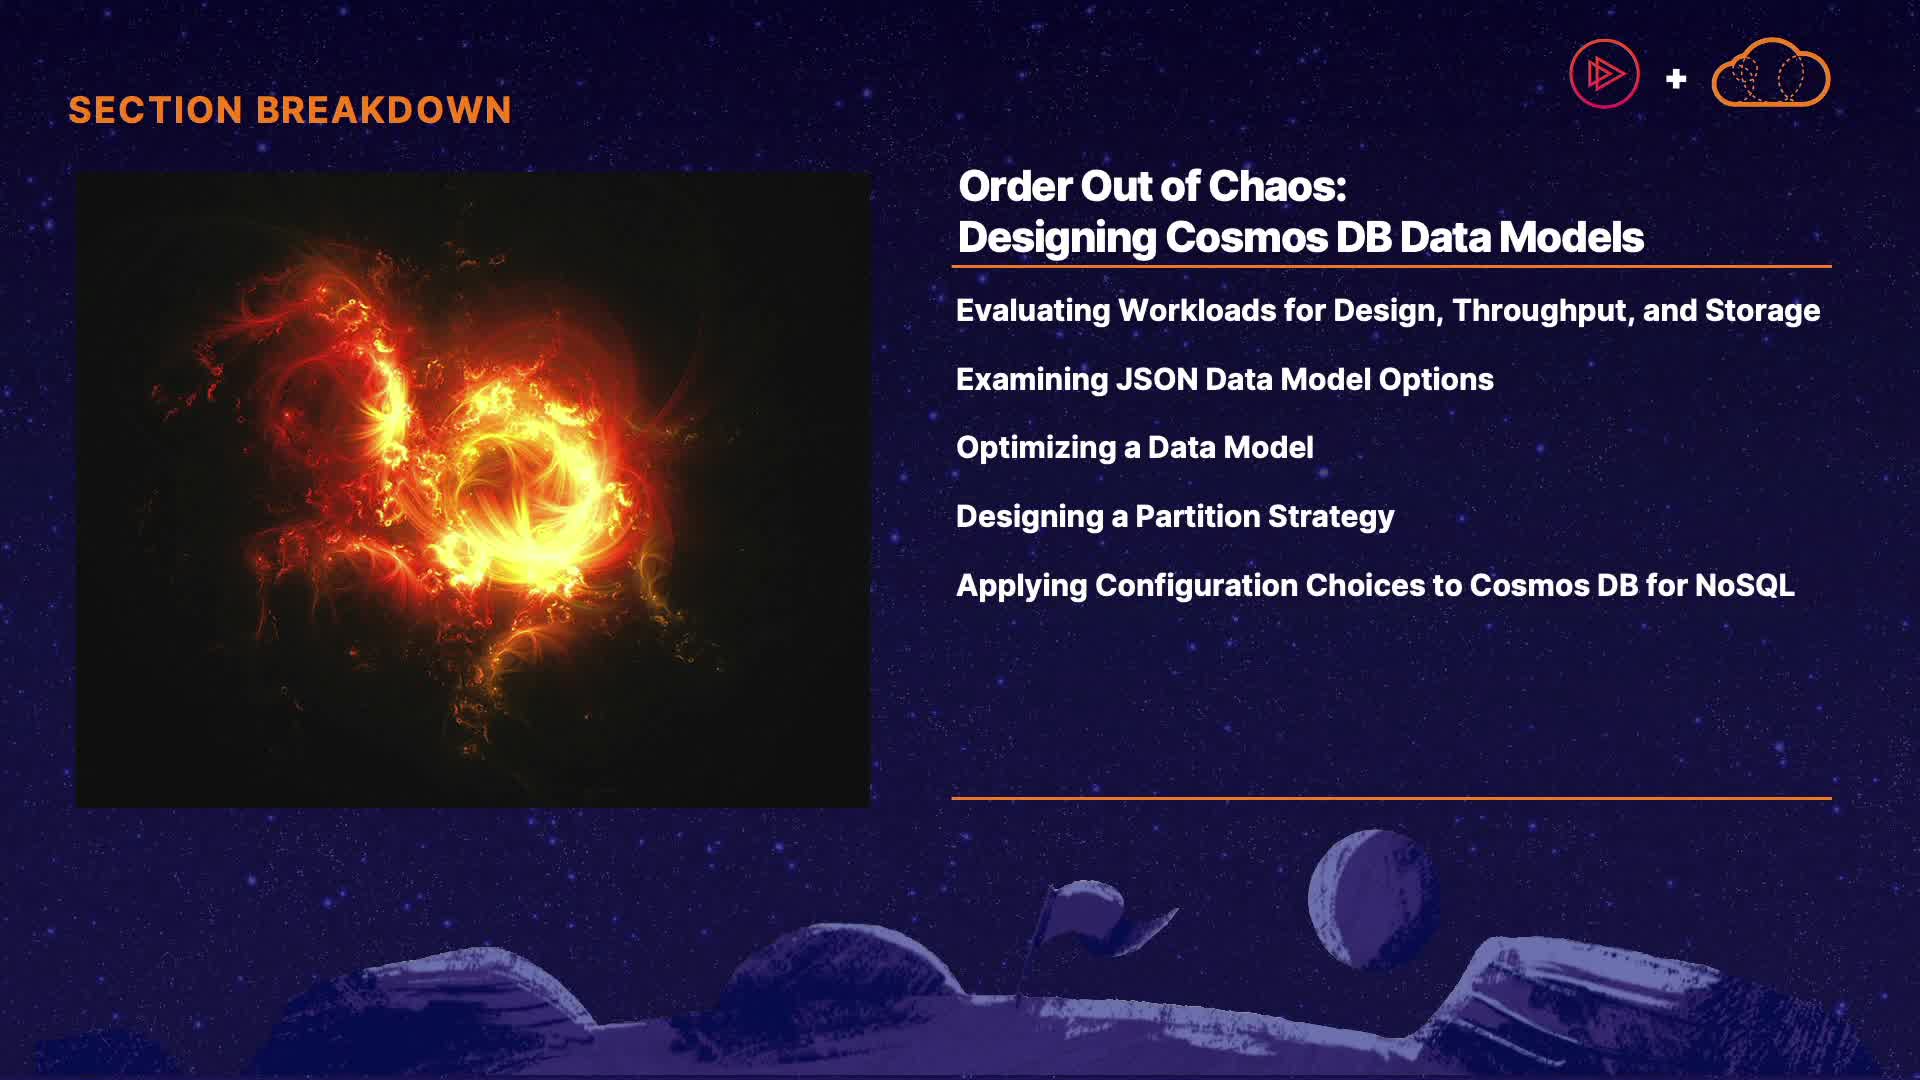 SECTION BREAKDOWN
+
Order Out of Chaos:
Designing Cosmos DB Data Models
Evaluating Workloads for Design, Throughput, and Storage
Examining JSON Data Model Options
Optimizing a Data Model
Designing a Partition Strategy
Applying Configuration Choices to Cosmos DB for NoSQL